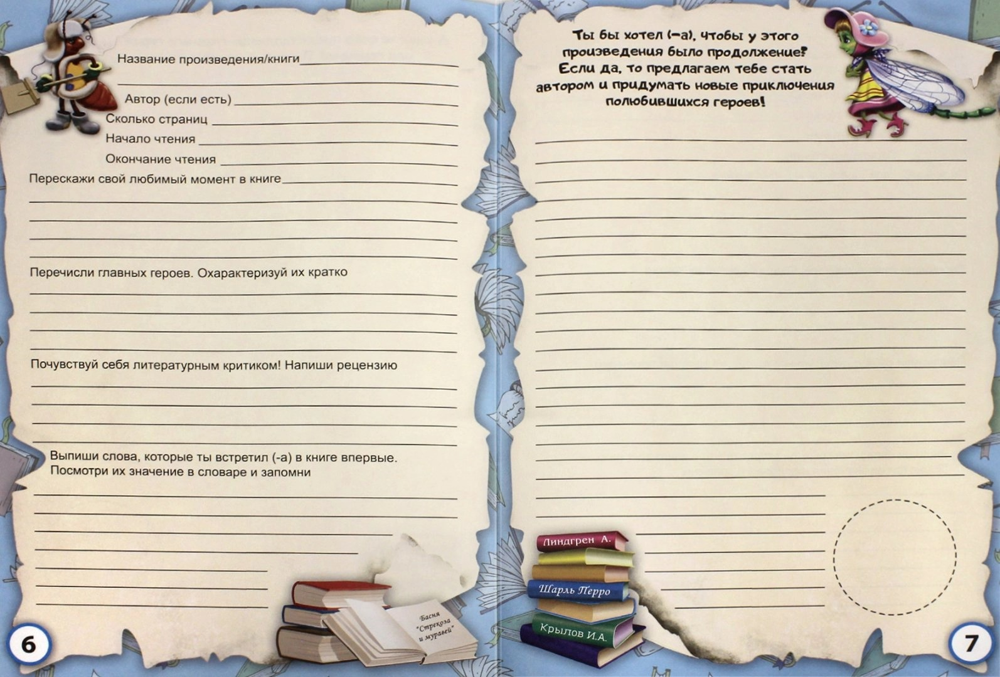 Название произведения/книги
Автор (если есть)
Сколько страниц
Начало чтения
Окончание чтения
Перескажи свой любимый момент в книге
Перечисли главных героев. Охарактеризуй их кратко
Почувствуй себя литературным критиком! Напиши рецензию
Выпиши слова, которые ты встретил (-а) в книге впервые.
Посмотри их значение в словаре и запомни
Басня
"Стрекоза
и муравей"
6
Ты бы хотел (-а), чтобы у этого
произведения было продолжение?
Если да, то предлагаем тебе стать
автором и придумать новые приключения
полюбившихся героев!
Линдгрен А.
Шарль Перро
Крылов И.А.
7